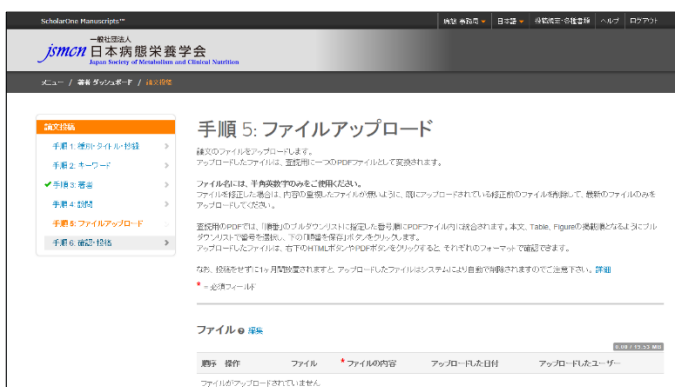 ScholarOne Manuscripts™
日本語 ヘルプ ログアウト
一般社団法人
jsmcn 日本病態栄養学会
Japan Society of Metabolism and Clinical Nutrition
メニュー / 著者 ダッシュボード / 論文投稿
論文投稿
手順 1: 種別・タイトル・抄録
手順 2: キーワード
手順 3: 著者
手順 4: 設問
手順 5: ファイルアップロード
手順 6: 確認・投稿
手順 5: ファイルアップロード
論文のファイルをアップロードします。
アップロードしたファイルは、査読用に一つのPDFファイルとして変換されます。
ファイル名には、半角英数字のみをご使用ください。
ファイルを修正した場合は、内容の重複したファイルが無いように、既にアップロードされている修正前のファイルを削除して、最新のファイルのみを
アップロードしてください。
査読用のPDFでは、「順番」のプルダウンリストに指定した番号順にPDFファイル内に統合されます。本文、Table、Figureの掲載順となるようにプル
ダウンリストで番号を選択し、下の「順番を保存」ボタンをクリックします。
アップロードしたファイルは、右下のHTMLボタンやPDFボタンをクリックすると、それぞれのフォーマットで確認できます。
なお、投稿をせずに1ヶ月間放置されますと、アップロードしたファイルはシステムにより自動で削除されますのでご注意下さい。詳細
* = 必須フィールド
ファイル 編集
順序 操作 ファイル *ファイルの内容 アップロードした日付 アップロードしたユーザー
ファイルがアップロードされていません